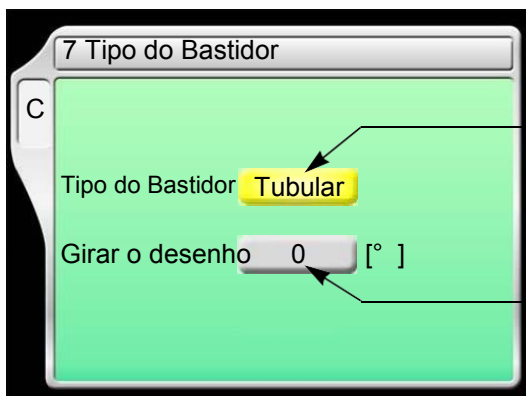 7 Tipo do Bastidor
C
Tipo do Bastidor Tubular
Girar o desenho 0 [° ]